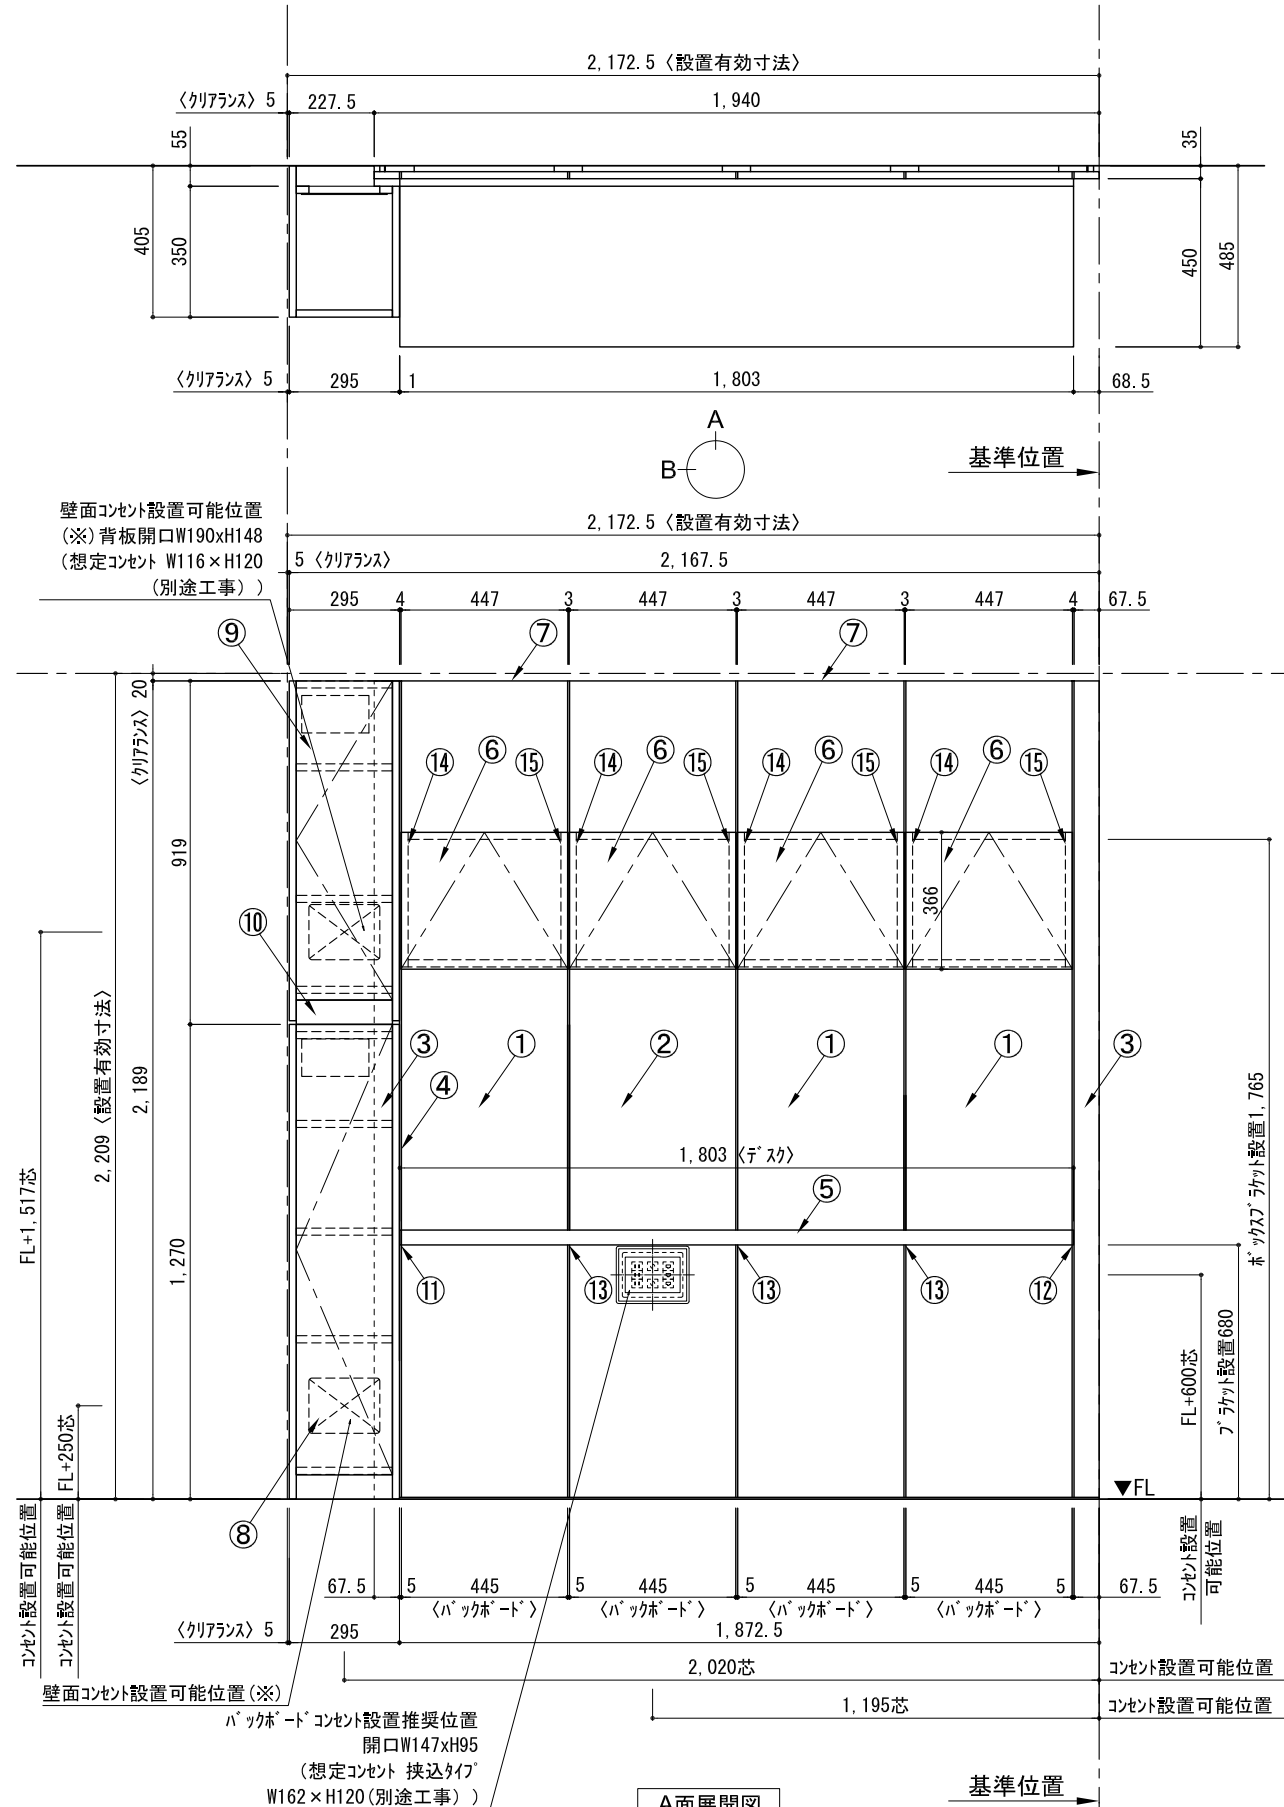 2,172.5〈設置有効寸法〉
〈クリアランス〉5
227.5
1,940
55
35
405
350
450
485
〈クリアランス〉5
295
1
1,803
68.5
A
B
基準位置
壁面コンセント設置可能位置
(※)背板開口W190xH148
(想定コンセント W116×H120
(別途工事))
2,172.5〈設置有効寸法〉
5〈クリアランス〉
2,167.5
295
4
447
3
447
3
447
3
447
4
67.5
⑨
⑦
⑦
〈クリアランス〉20
⑭
⑥
⑮
⑭
⑥
⑮
⑭
⑥
⑮
⑭
⑥
⑮
919
366
⑩
③
④
①
②
①
①
③
2,209〈設置有効寸法〉
2,189
FL+1,517芯
1,803〈デスク〉
⑤
ボックスブラケット設置1,765
1,270
⑪
⑬
⑬
⑬
⑫
FL+600芯
ブラケット設置680
FL+250芯
▼FL
⑧
コンセント設置可能位置
コンセント設置可能位置
コンセント設置
可能位置
67.5
5
445
5
445
5
445
5
445
5
67.5
〈バックボード〉
〈バックボード〉
〈バックボード〉
〈バックボード〉
〈クリアランス〉5
295
1,872.5
2,020芯
コンセント設置可能位置
壁面コンセント設置可能位置(※)
1,195芯
コンセント設置可能位置
バックボードコンセント設置推奨位置
開口W147xH95
(想定コンセント 挟込タイプ
W162×H120(別途工事))
A面展開図
基準位置